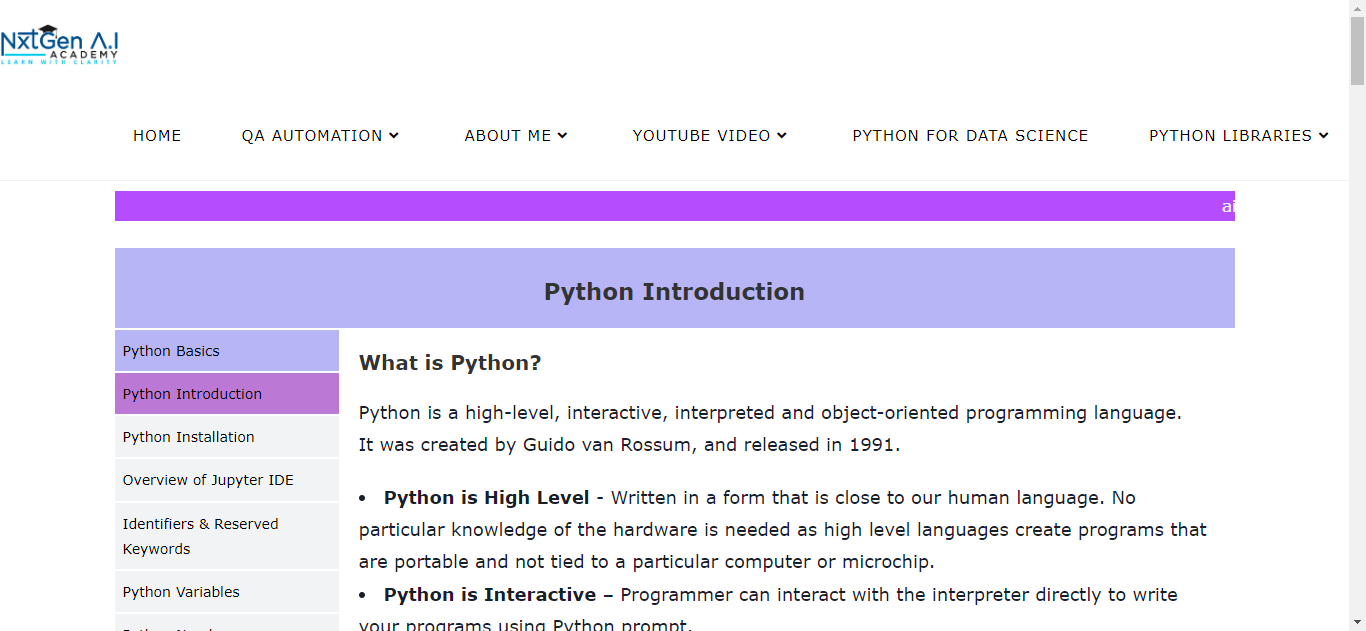 NxtGen A.I
ACADEMY
LEARN WITH CLARITY
HOME
QA AUTOMATION
ABOUT ME
YOUTUBE VIDEO
PYTHON FOR DATA SCIENCE
PYTHON LIBRARIES
ai
Python Introduction
Python Basics
Python Introduction
Python Installation
Overview of Jupyter IDE
Identifiers & Reserved
Keywords
Python Variables
What is Python?
Python is a high-level, interactive, interpreted and object-oriented programming language.
It was created by Guido van Rossum, and released in 1991.
• Python is High Level - Written in a form that is close to our human language. No
particular knowledge of the hardware is needed as high level languages create programs that
are portable and not tied to a particular computer or microchip.
• Python is Interactive – Programmer can interact with the interpreter directly to write
your programs using Python prompt.